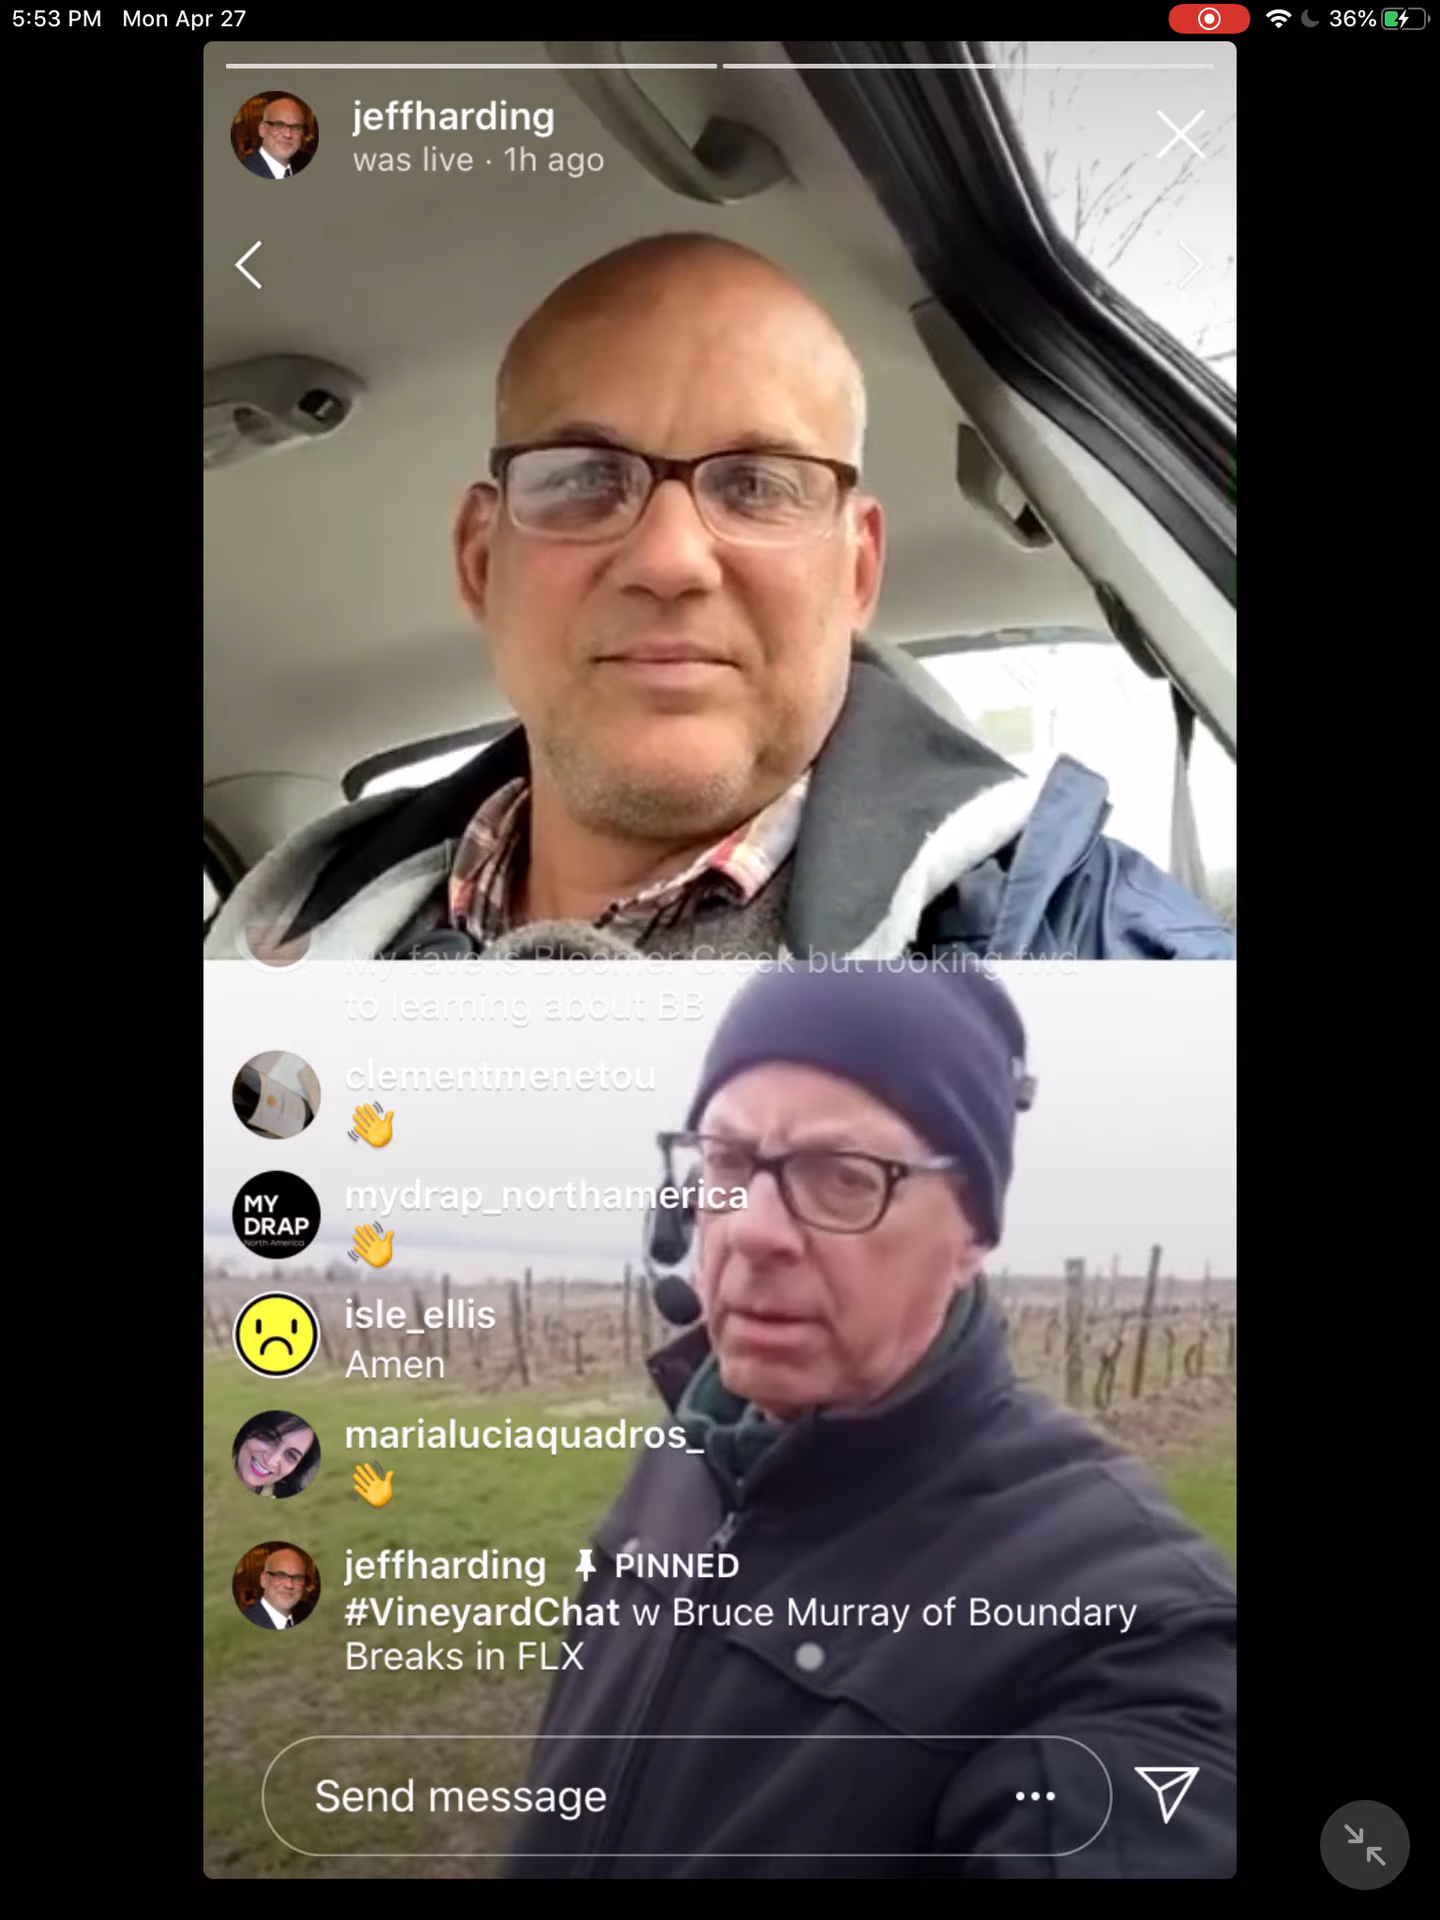 5:53 PM Mon Apr 27
36%
jeffharding
was live · 1h ago
My fave is Bloomer Creek but looking fwd
to learning about BB
clementmenetou
👋
MY
DRAP
North America
mydrap_northamerica
👋
isle_ellis
Amen
marialuciaquadros_
👋
jeffharding PINNED
#VineyardChat w Bruce Murray of Boundary
Breaks in FLX
Send message